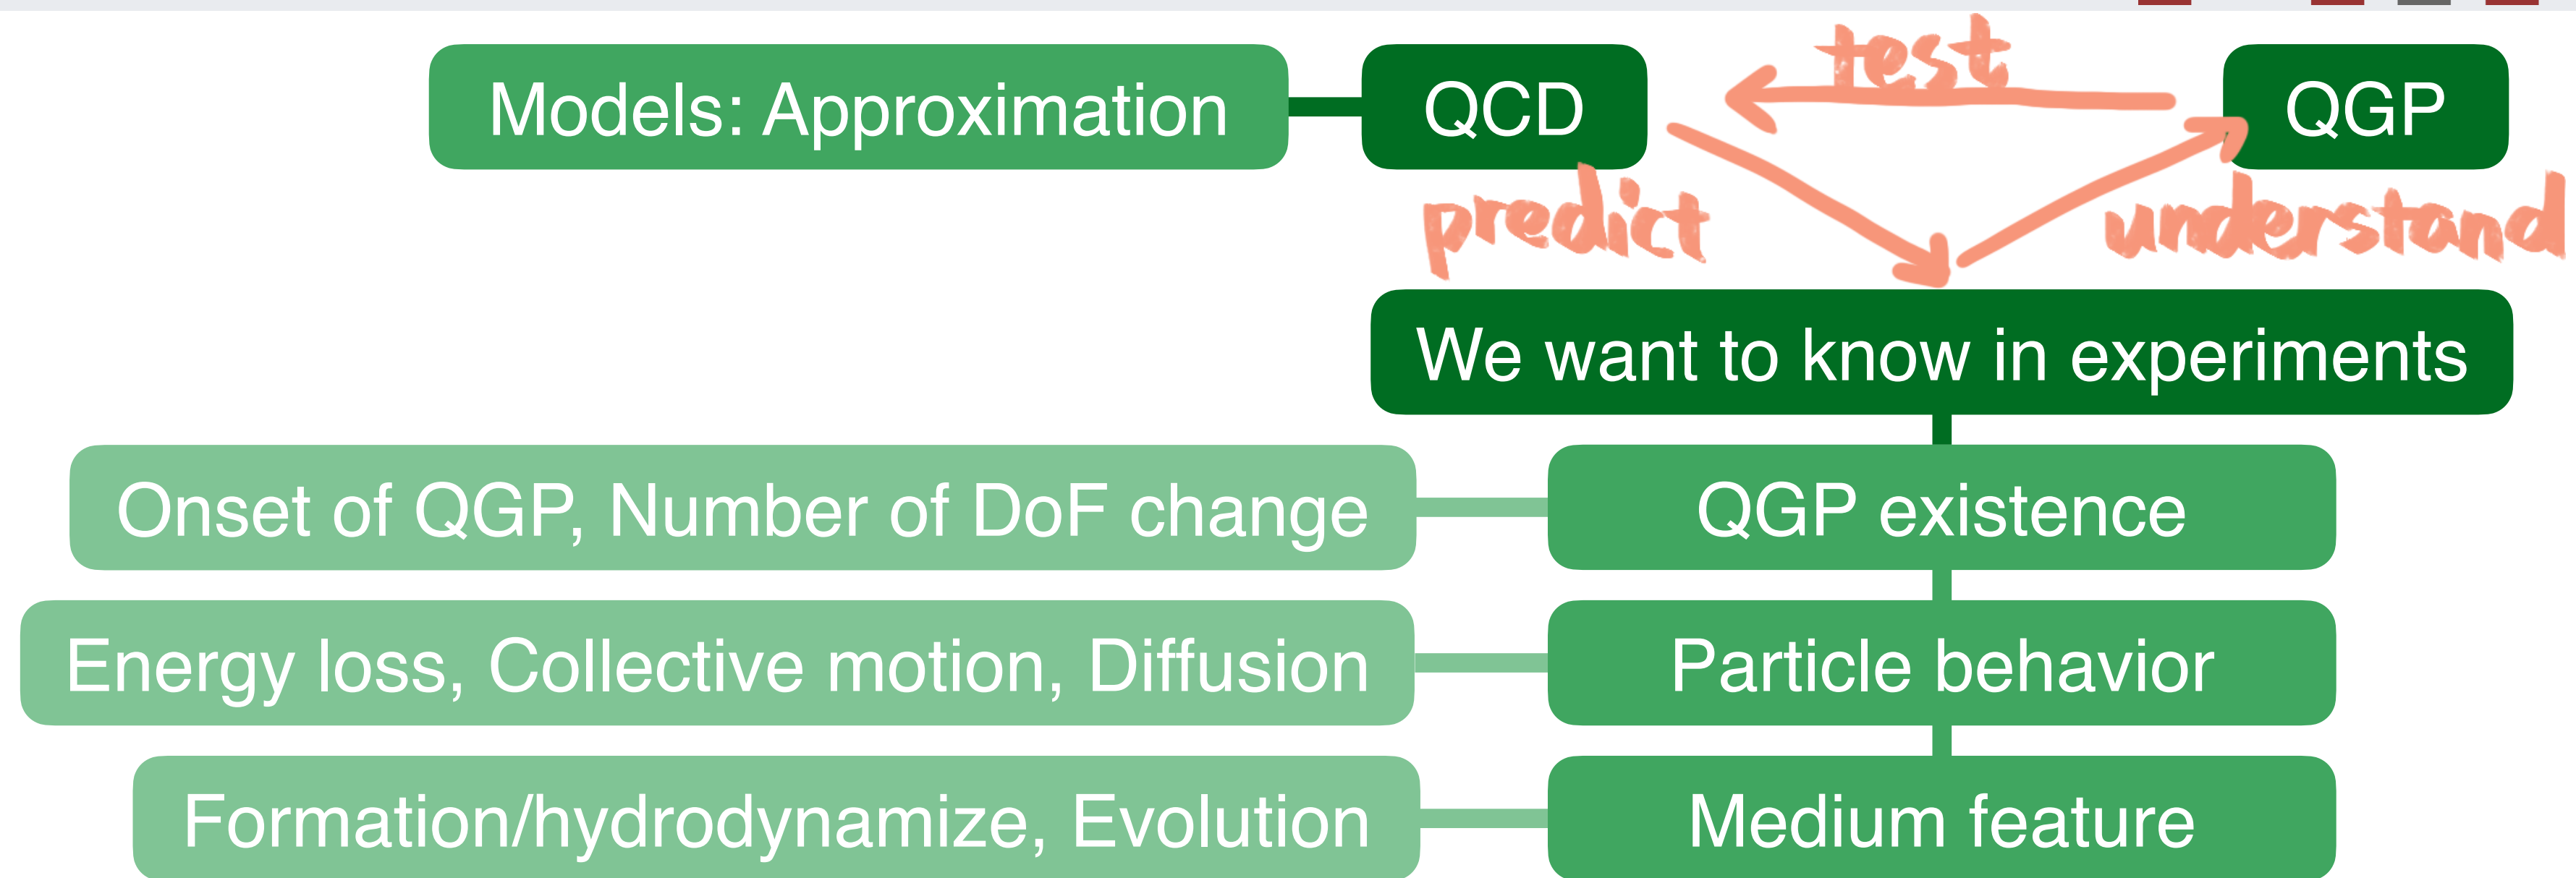 Models: Approximation
QCD
test
QGP
predict
understand
We want to know in experiments
Onset of QGP, Number of DoF change
QGP existence
Energy loss, Collective motion, Diffusion
Particle behavior
Formation/hydrodynamize, Evolution
Medium feature